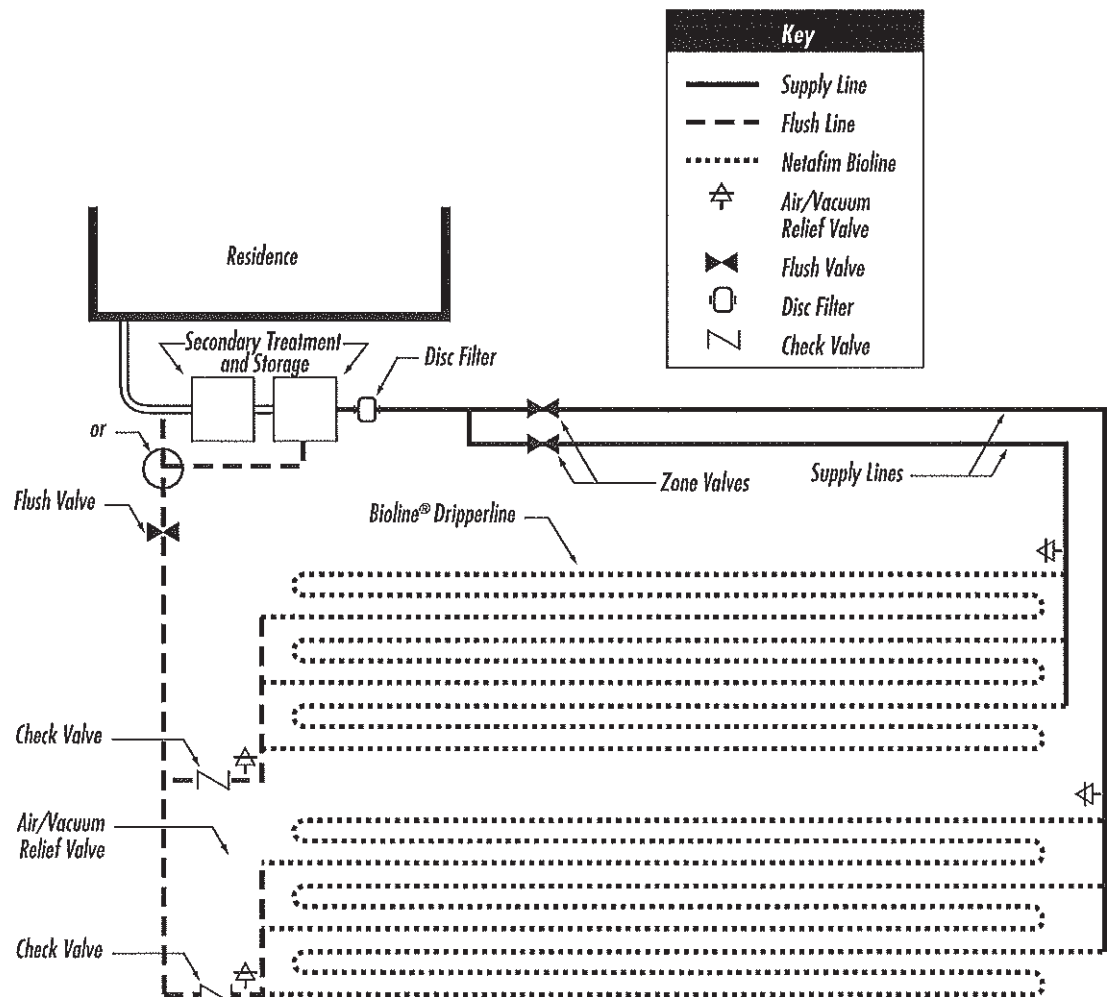 Key
Supply Line
Flush Line
Netafim Bioline
Air/Vacuum
Relief Valve
Flush Valve
Disc Filter
Check Valve
Residence
Secondary Treatment
and Storage
Disc Filter
or
Flush Valve
Zone Valves
Supply Lines
Bioline® Dripperline
Check Valve
Air/Vacuum
Relief Valve
Check Valve